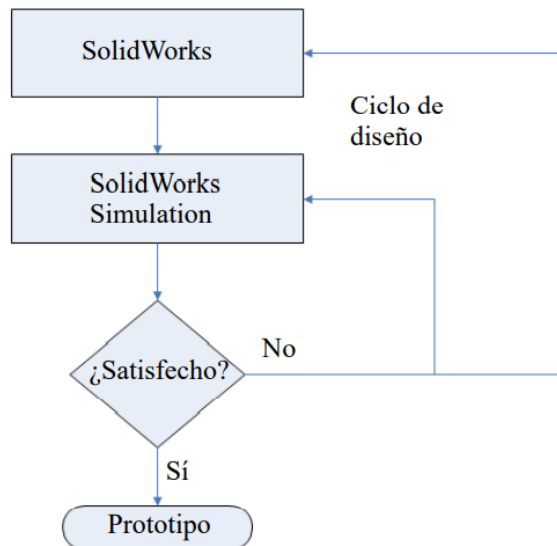 SolidWorks
Ciclo de
diseño
SolidWorks
Simulation
¿Satisfecho?
No
Sí
Prototipo